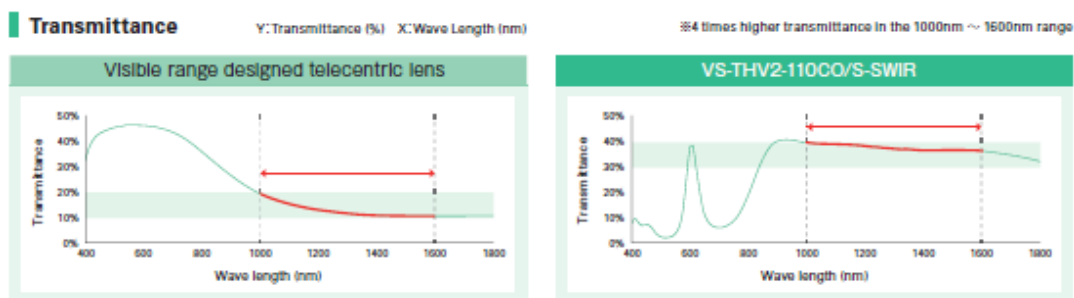 Transmittance Y:Transmittance (%) X:Wave Length (nm) ※4 times higher transmittance in the 1000nm ～ 1600nm range
Visible range designed telecentric lens
Transmittance
50%
40%
30%
20%
10%
0%
400 600 800 1000 1200 1400 1600 1800
Wave length (nm)
VS-THV2-110CO/S-SWIR
Transmittance
50%
40%
30%
20%
10%
0%
400 600 800 1000 1200 1400 1600 1800
Wave length (nm)